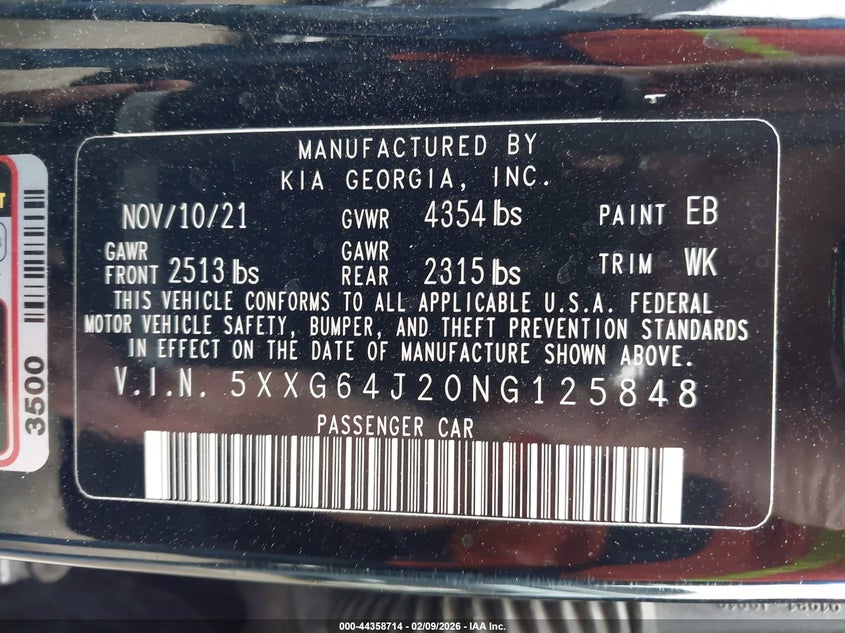 MANUFACTURED BY
KIA GEORGIA, INC.
NOV/10/21 GVWR 4354 lbs PAINT EB
GAWR FRONT 2513 lbs GAWR REAR 2315 lbs TRIM WK
THIS VEHICLE CONFORMS TO ALL APPLICABLE U.S.A. FEDERAL
MOTOR VEHICLE SAFETY, BUMPER, AND THEFT PREVENTION STANDARDS
IN EFFECT ON THE DATE OF MANUFACTURE SHOWN ABOVE.
V.I.N. 5XXG64J20NG125848
PASSENGER CAR
3500
000-44358714 - 02/09/2026 - IAA Inc.